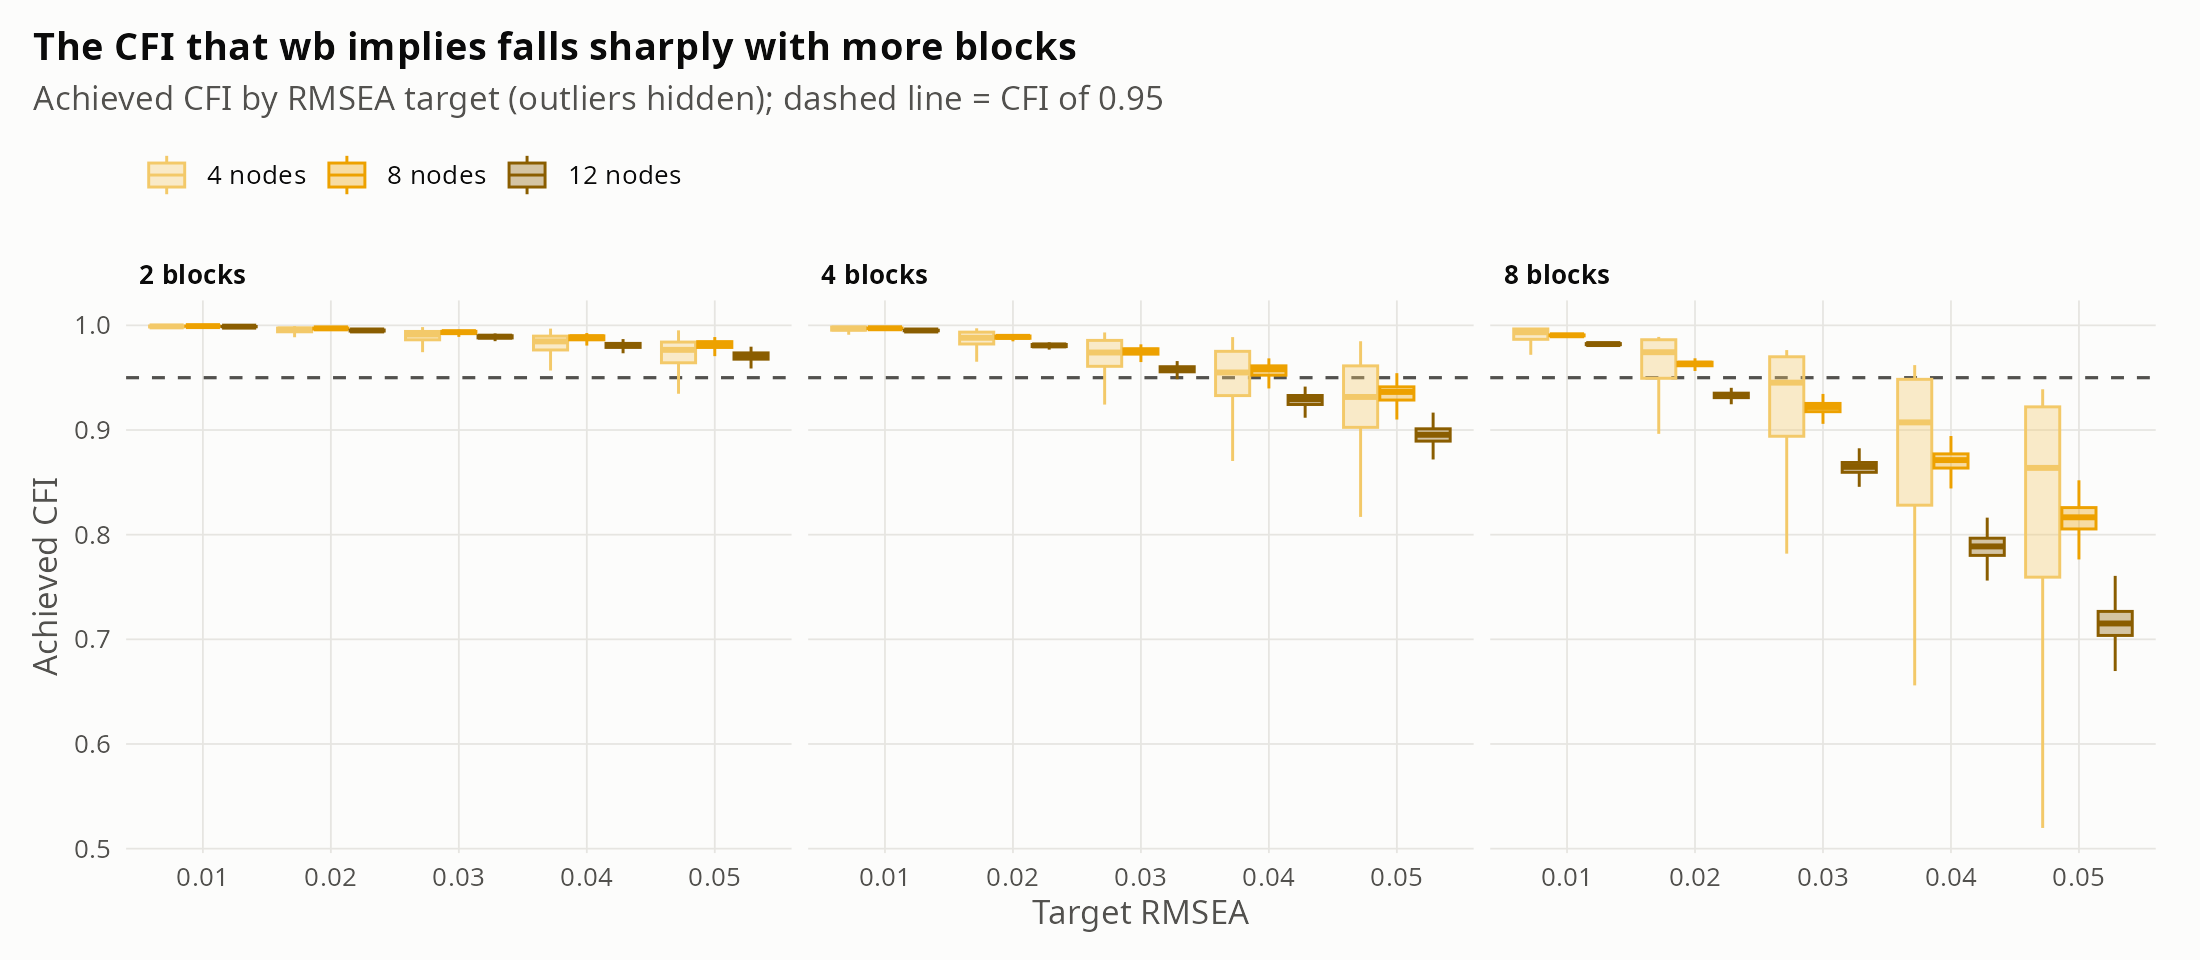 The CFI that wb implies falls sharply with more blocks
Achieved CFI by RMSEA target (outliers hidden); dashed line = CFI of 0.95
4 nodes 8 nodes 12 nodes
2 blocks 4 blocks 8 blocks
Achieved CFI
1.0
0.9
0.8
0.7
0.6
0.5
0.01 0.02 0.03 0.04 0.05 0.01 0.02 0.03 0.04 0.05 0.01 0.02 0.03 0.04 0.05
Target RMSEA